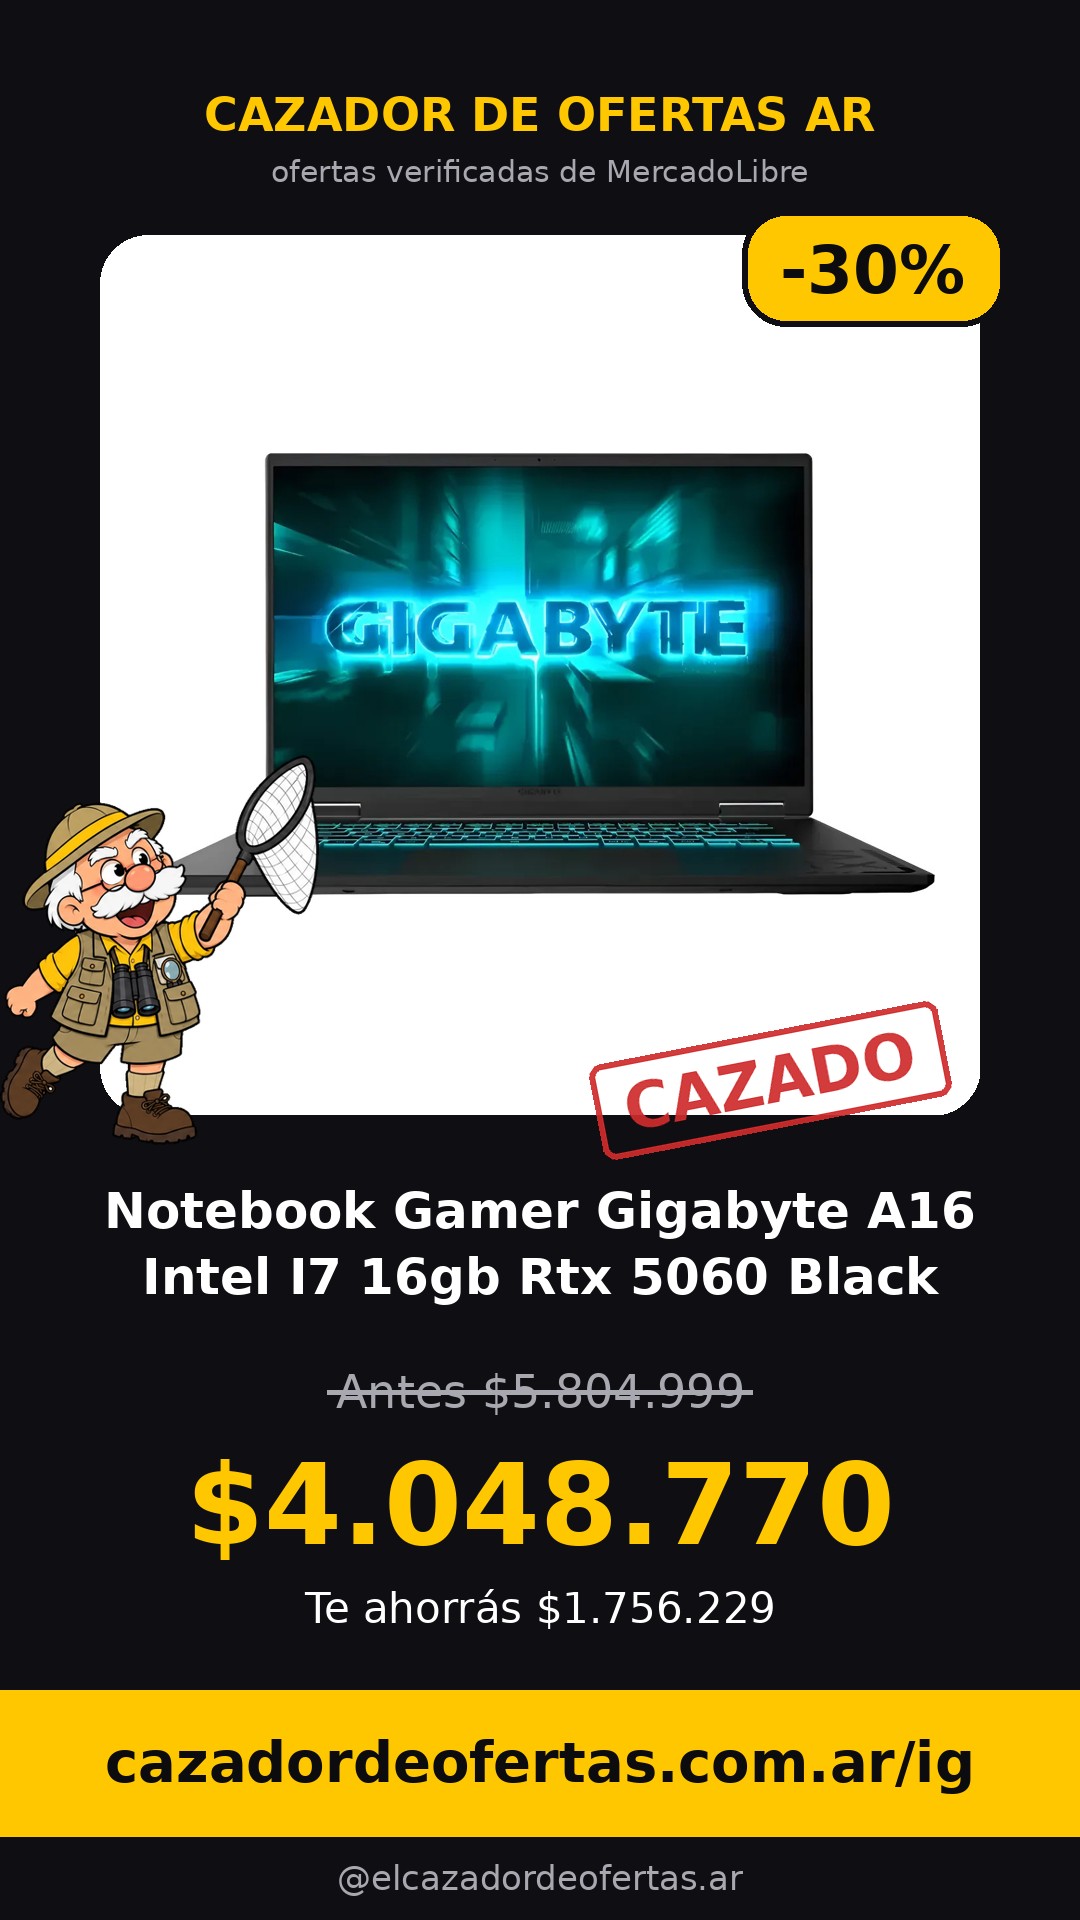 CAZADOR DE OFERTAS AR
ofertas verificadas de MercadoLibre
-30%
GIGABYTE
GIGABYTE
CAZADO
Notebook Gamer Gigabyte A16
Intel I7 16gb Rtx 5060 Black
Antes $5.804.999
$4.048.770
Te ahorrás $1.756.229
cazadordeofertas.com.ar/ig
@elcazadordeofertas.ar